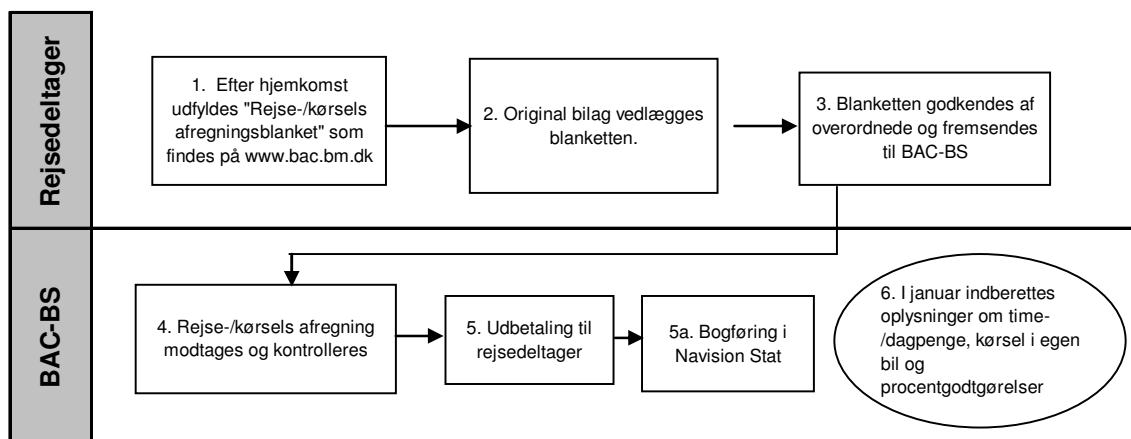 Rejsedeltager
1. Efter hjemkomst
udfyldes "Rejse-/kørsels
afregningsblanket" som
findes på www.bac.bm.dk
2. Original bilag vedlægges
blanketten.
3. Blanketten godkendes af
overordnede og fremsendes
til BAC-BS
BAC-BS
4. Rejse-/kørsels afregning
modtages og kontrolleres
5. Udbetaling til
rejsedeltager
5a. Bogføring i
Navision Stat
6. I januar indberettes
oplysninger om time-
/dagpenge, kørsel i egen
bil og
procentgodtgørelser